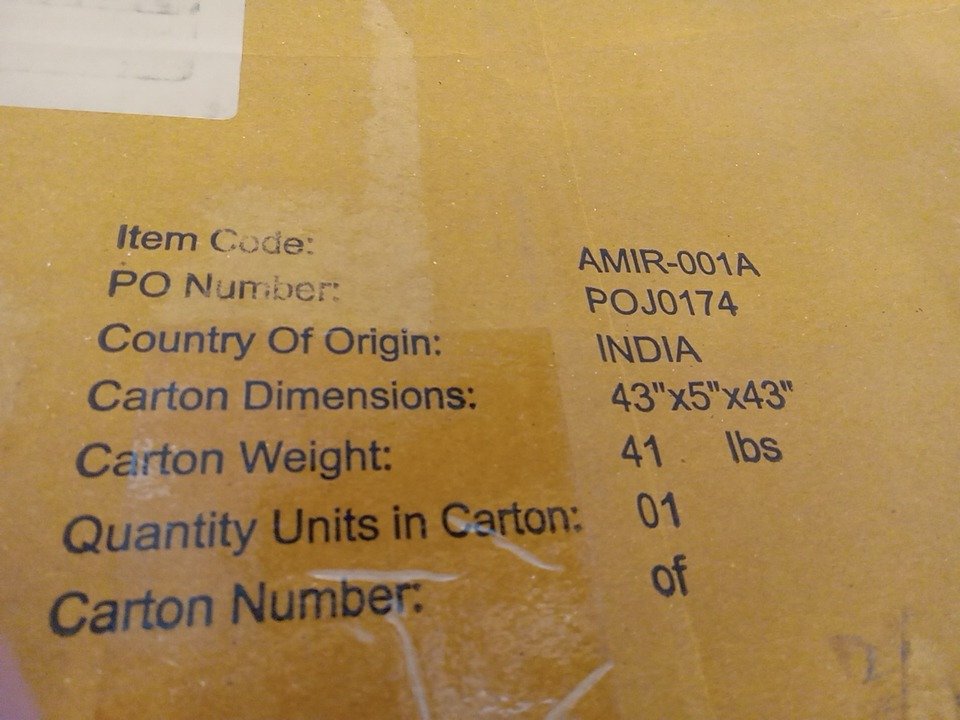 Item Code: AMIR-001A
PO Number: POJ0174
Country Of Origin: INDIA
Carton Dimensions: 43"x5"x43"
Carton Weight: 41 lbs
Quantity Units in Carton: 01
Carton Number: of